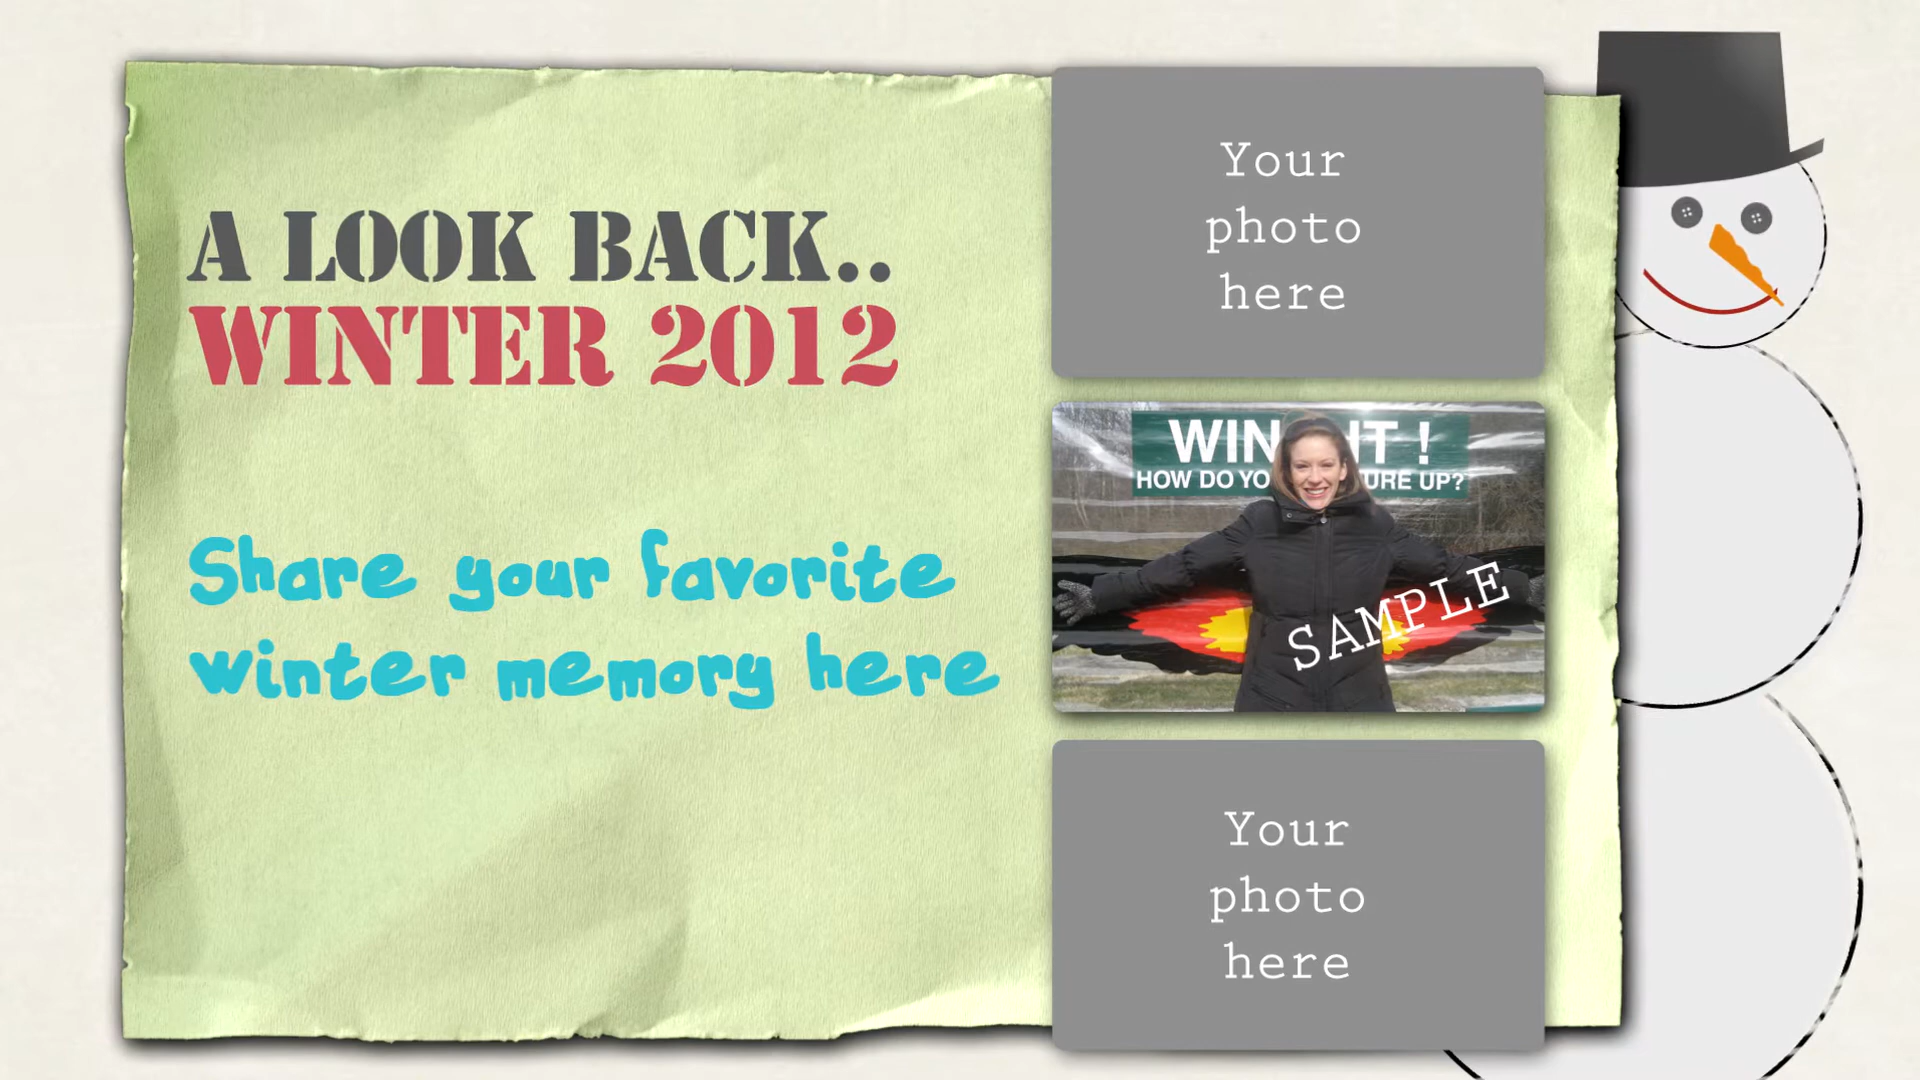 A LOOK BACK..
WINTER 2012
Share your favorite
winter memory here
Your
photo
here
WIN IT !
HOW DO YO URE UP?
SAMPLE
Your
photo
here